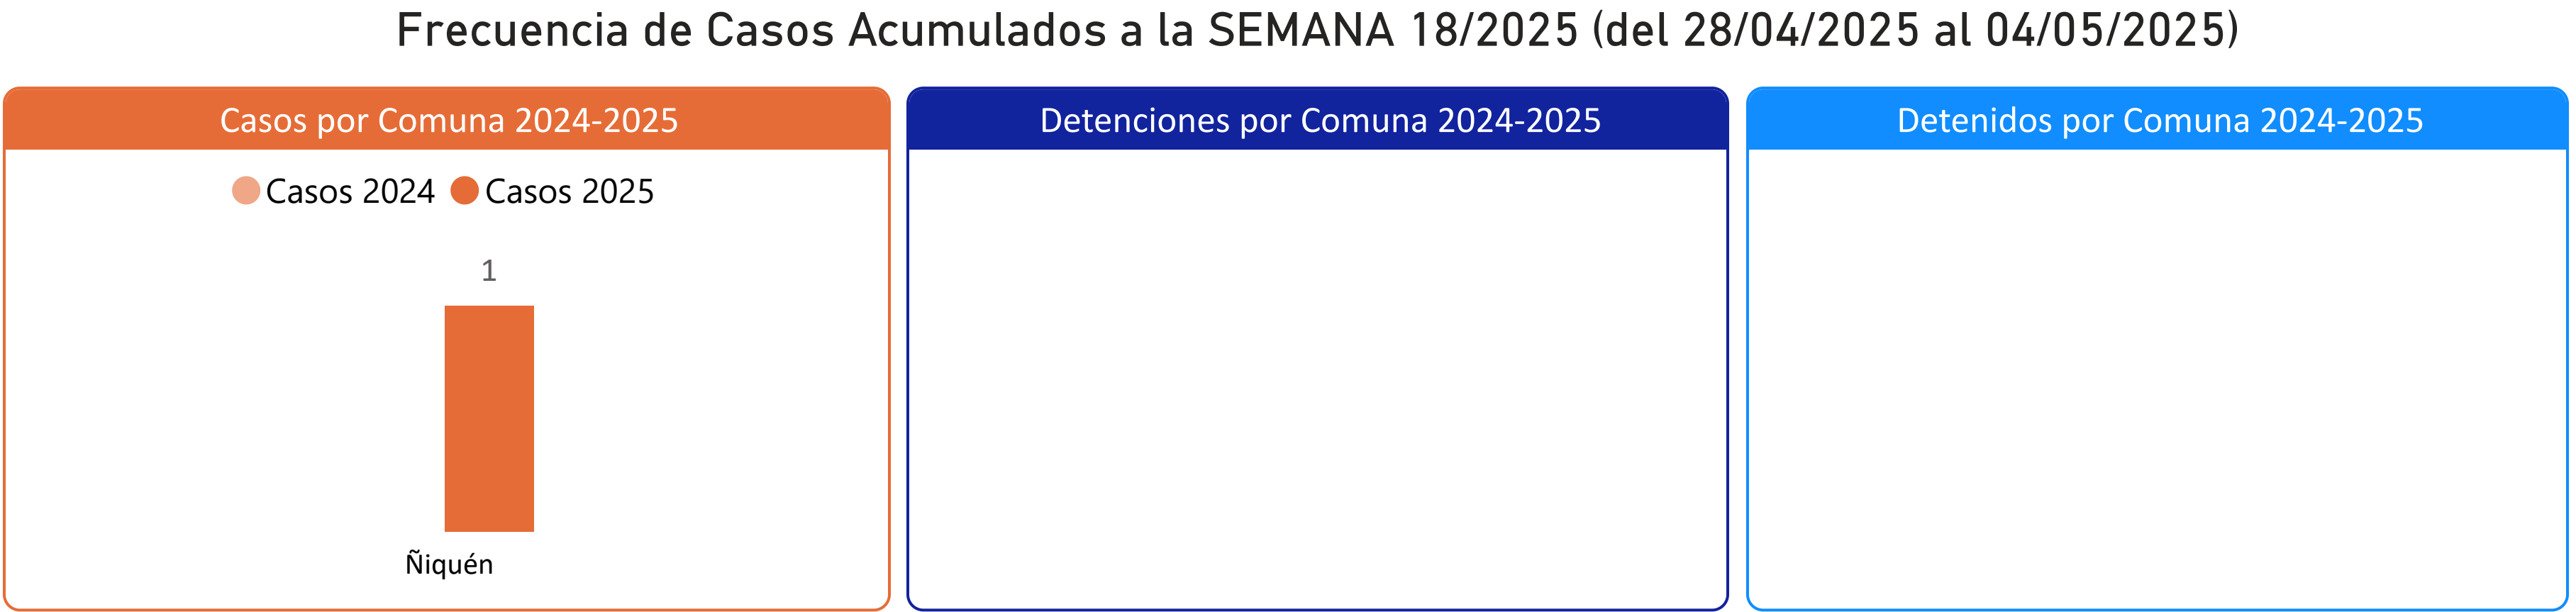 Frecuencia de Casos Acumulados a la SEMANA 18/2025 (del 28/04/2025 al 04/05/2025)
Casos por Comuna 2024-2025
Casos 2024 Casos 2025
1
Ñiquén
Detenciones por Comuna 2024-2025
Detenidos por Comuna 2024-2025